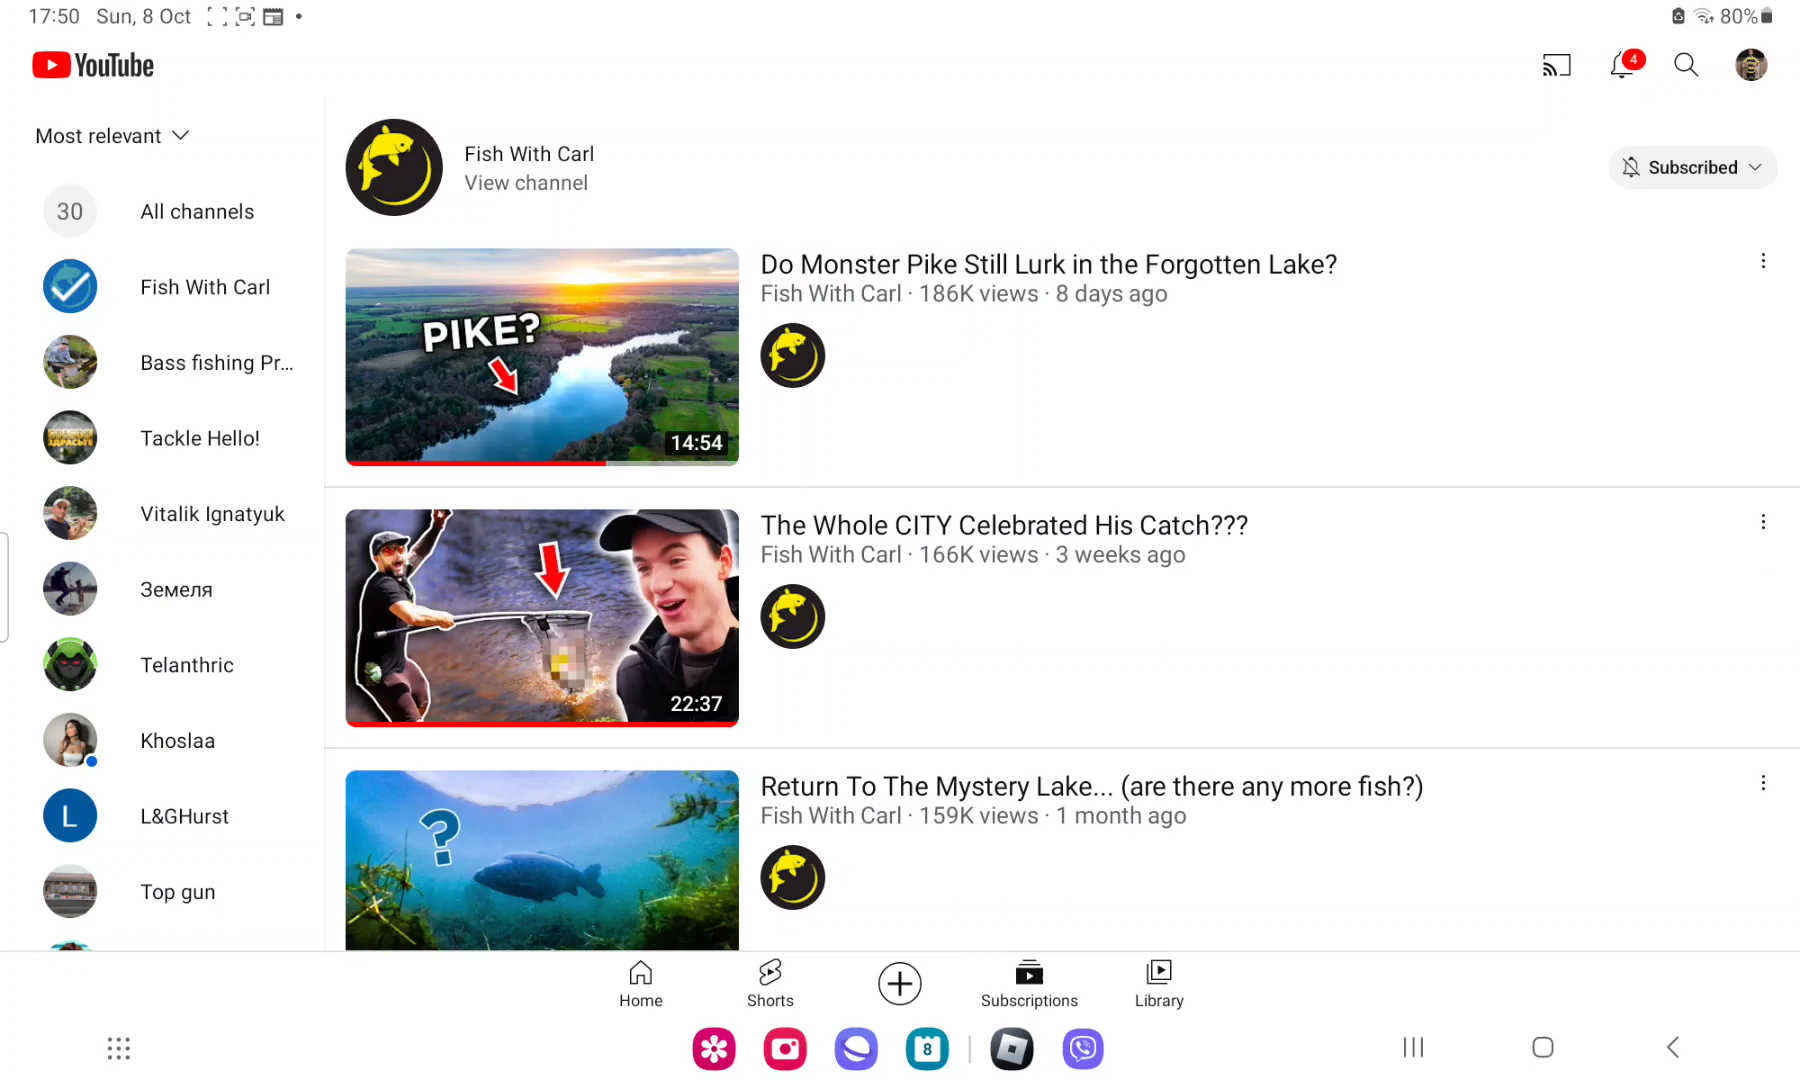 17:50 Sun, 8 Oct
80%
YouTube
4
Most relevant
30 All channels
Fish With Carl
Bass fishing Pr...
Tackle Hello!
Vitalik Ignatyuk
Земеля
Telanthric
Khoslaa
L L&GHurst
Top gun
Fish With Carl
View channel
Subscribed
PIKE?
14:54
Do Monster Pike Still Lurk in the Forgotten Lake?
Fish With Carl · 186K views · 8 days ago
22:37
The Whole CITY Celebrated His Catch???
Fish With Carl · 166K views · 3 weeks ago
?
Return To The Mystery Lake... (are there any more fish?)
Fish With Carl · 159K views · 1 month ago
Home
Shorts
Subscriptions
Library
8